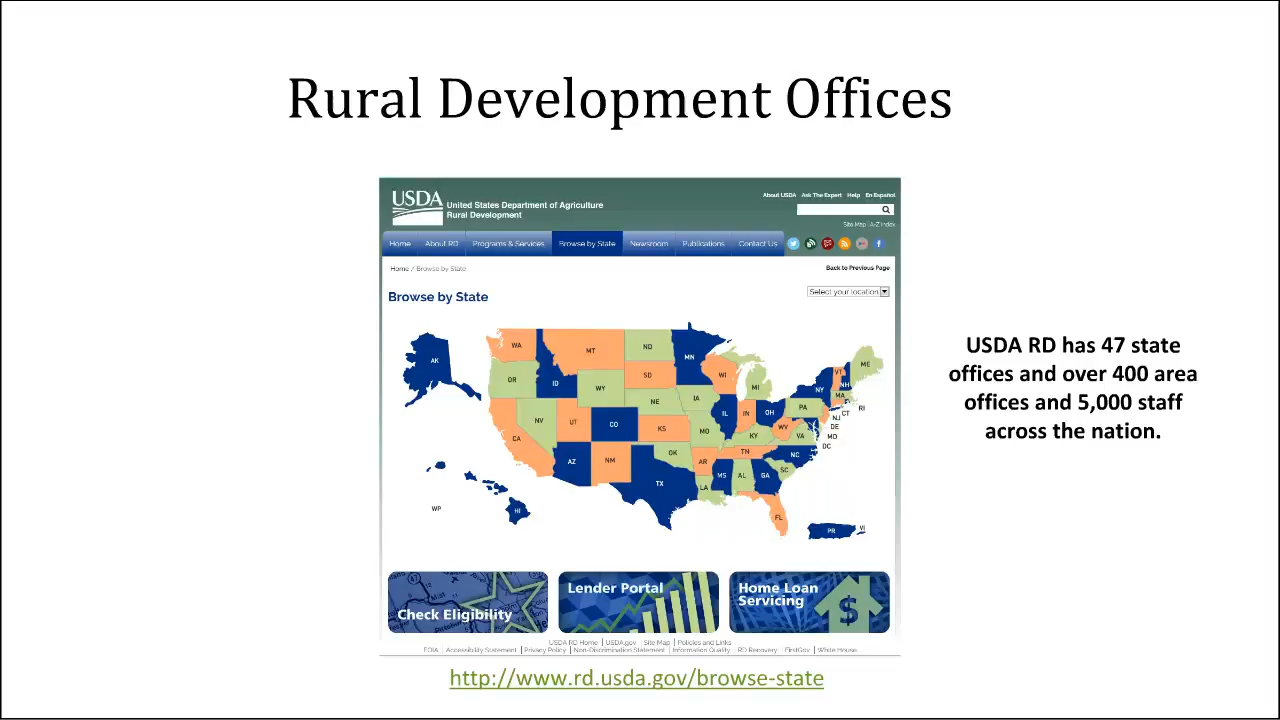 Rural Development Offices
USDA
United States Department of Agriculture
Rural Development
About USDA Ask The Expert Help En Español
Site Map A-Z Index
Home About RD Programs & Services Browse by State Newsroom Publications Contact Us
Home / Browse by State
Back to Previous Page
Browse by State
Select your location
AK
WA
MT
ND
MN
ME
OR
ID
SD
WI
VT
NH
WY
MI
NY
MA
NE
IA
PA
CT
RI
NV
UT
CO
IL
IN
OH
NJ
DE
CA
KS
MO
WV
VA
MD
KY
DC
AZ
NM
OK
AR
TN
NC
TX
MS
AL
GA
SC
LA
WP
HI
FL
PR
VI
Check Eligibility
Lender Portal
Home Loan
Servicing
USDA RD Home | USDA.gov | Site Map | Policies and Links
FOIA | Accessibility Statement | Privacy Policy | Non-Discrimination Statement | Information Quality RD Recovery | FirstGov | White House
USDA RD has 47 state
offices and over 400 area
offices and 5,000 staff
across the nation.
http://www.rd.usda.gov/browse-state